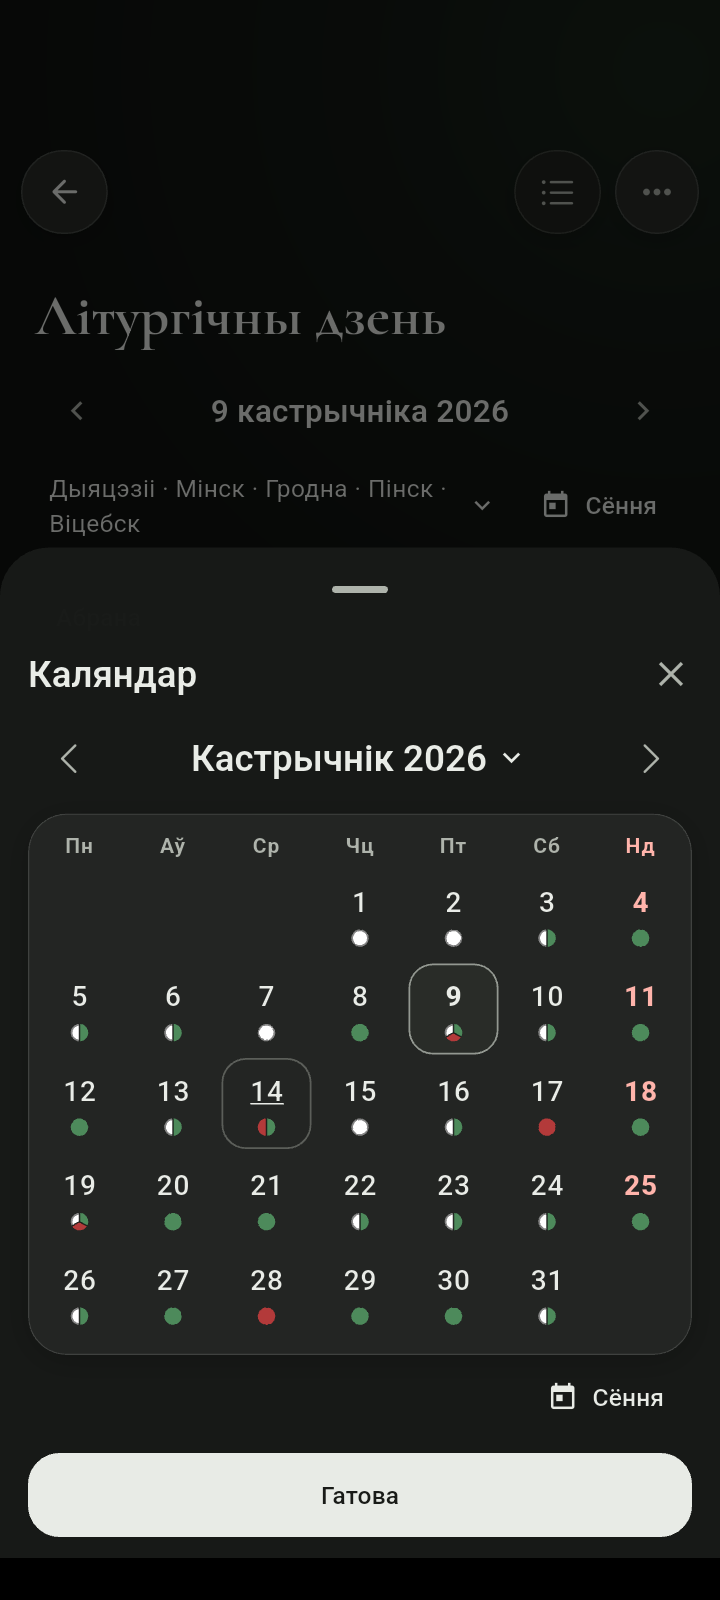 Літургічны дзень
9 кастрычніка 2026
Дыяцэзіі · Мінск · Гродна · Пінск ·
Віцебск
Сёння
Каляндар
Кастрычнік 2026
Пн Аў Ср Чц Пт Сб Нд
1 2 3 4
5 6 7 8 9 10 11
12 13 14 15 16 17 18
19 20 21 22 23 24 25
26 27 28 29 30 31
Сёння
Гатова